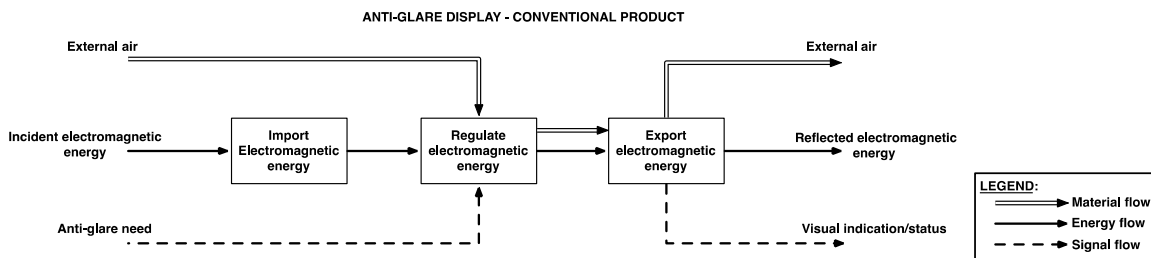 ANTI-GLARE DISPLAY - CONVENTIONAL PRODUCT
External air
External air
Incident electromagnetic
energy
Import
Electromagnetic
energy
Regulate
electromagnetic
energy
Export
electromagnetic
energy
Reflected electromagnetic
energy
Anti-glare need
Visual indication/status
LEGEND:
Material flow
Energy flow
Signal flow